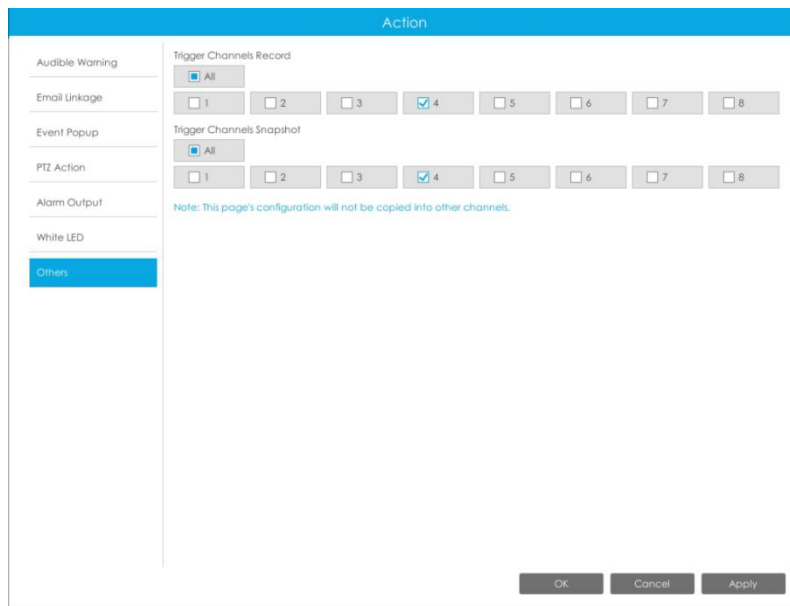 Action
Audible Warning
Email Linkage
Event Popup
PTZ Action
Alarm Output
White LED
Others
Trigger Channels Record
All
1 2 3 4 5 6 7 8
Trigger Channels Snapshot
All
1 2 3 4 5 6 7 8
Note: This page's configuration will not be copied into other channels.
OK Cancel Apply